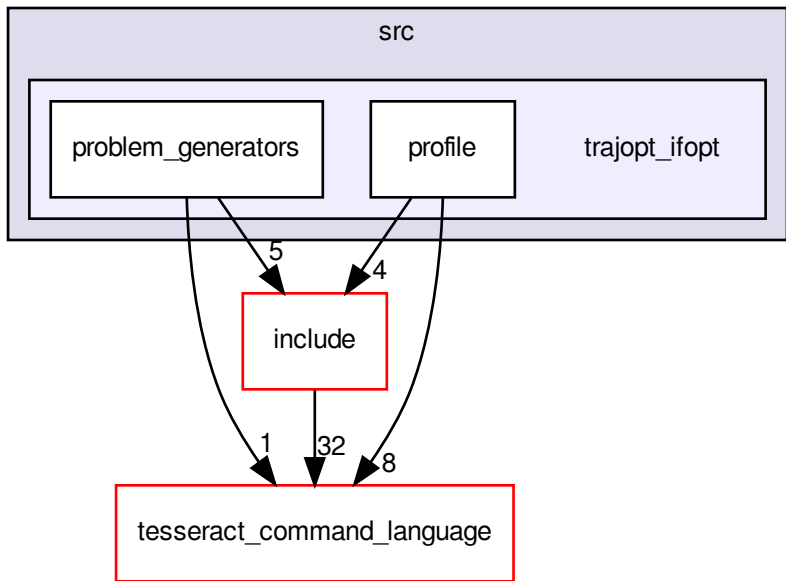 src
problem_generators
profile
trajopt_ifopt
5
4
include
1
32
8
tesseract_command_language